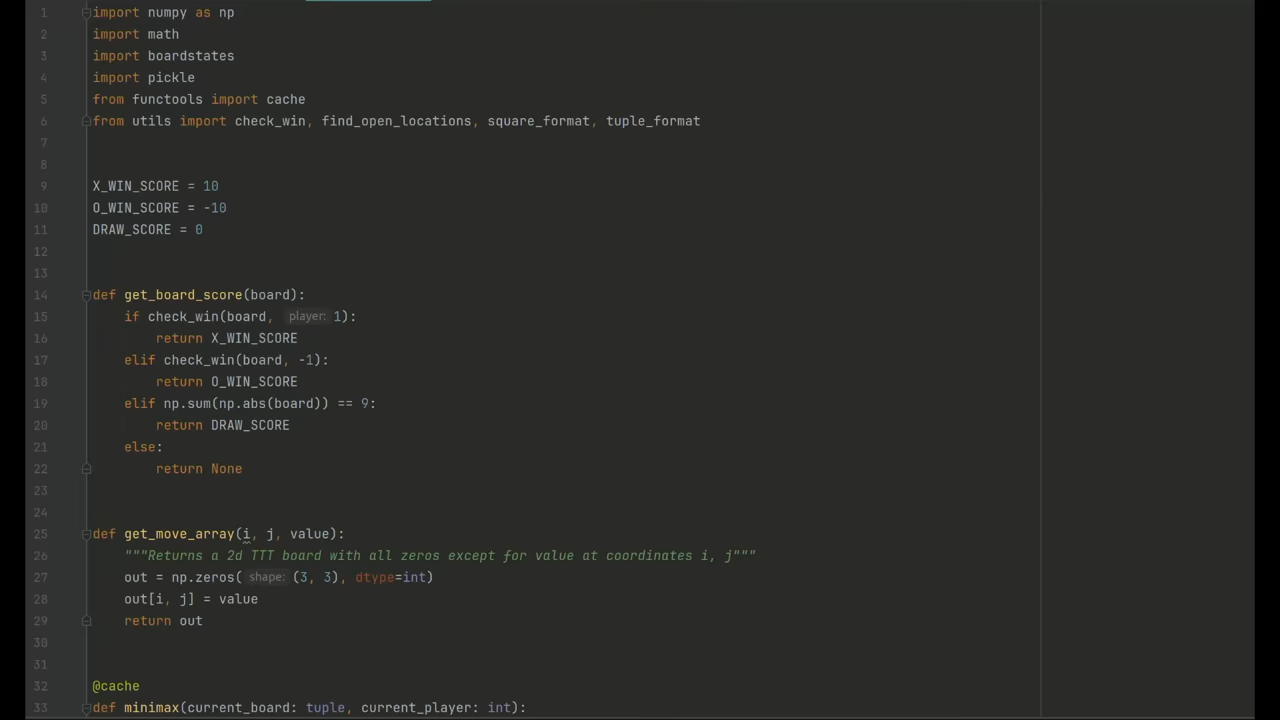 1 import numpy as np
2 import math
3 import boardstates
4 import pickle
5 from functools import cache
6 from utils import check_win, find_open_locations, square_format, tuple_format
7
8
9 X_WIN_SCORE = 10
10 O_WIN_SCORE = -10
11 DRAW_SCORE = 0
12
13
14 def get_board_score(board):
15     if check_win(board, player: 1):
16         return X_WIN_SCORE
17     elif check_win(board, -1):
18         return O_WIN_SCORE
19     elif np.sum(np.abs(board)) == 9:
20         return DRAW_SCORE
21     else:
22         return None
23
24
25 def get_move_array(i, j, value):
26     """Returns a 2d TTT board with all zeros except for value at coordinates i, j"""
27     out = np.zeros( shape: (3, 3), dtype=int)
28     out[i, j] = value
29     return out
30
31
32 @cache
33 def minimax(current_board: tuple, current_player: int):